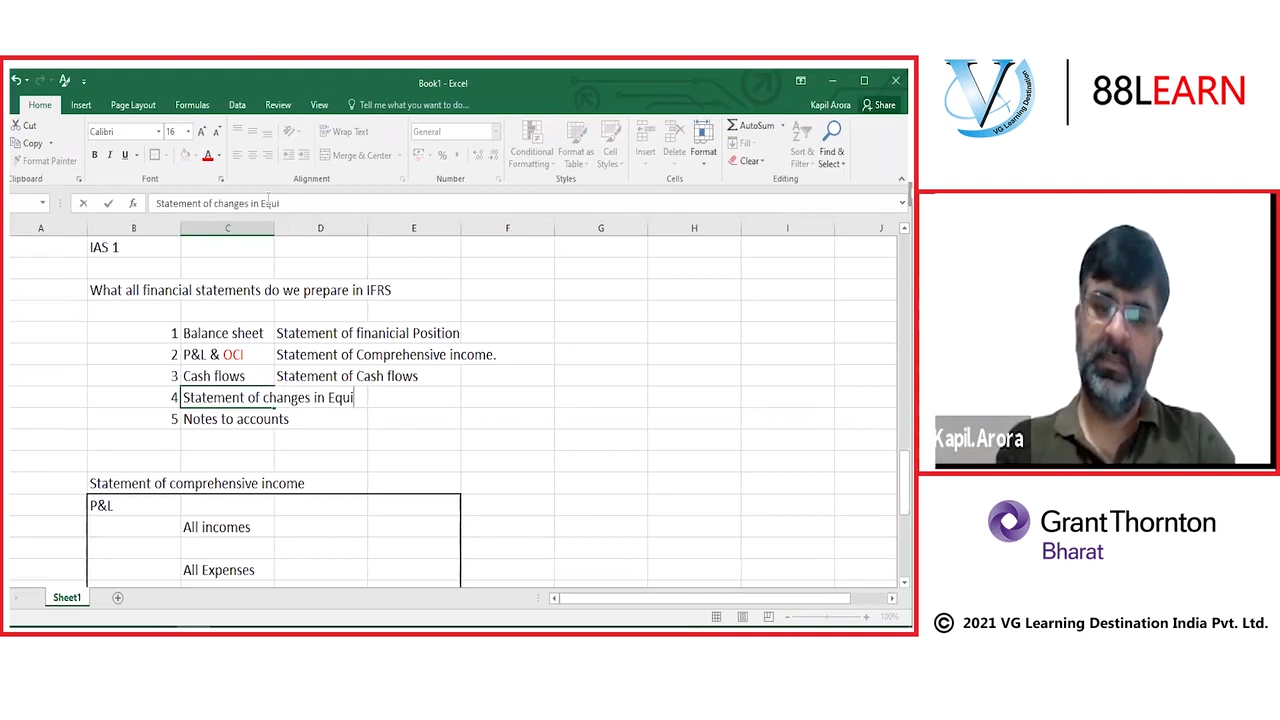 Book1 - Excel
Home Insert Page Layout Formulas Data Review View Tell me what you want to do... Kapil Arora Share
Cut
Copy
Format Painter
Clipboard
Calibri 16
B I U
Font
Wrap Text
Merge & Center
Alignment
General
Number
Conditional Formatting
Format as Table
Cell Styles
Styles
Insert Delete Format
Cells
AutoSum
Fill
Clear
Sort & Filter
Find & Select
Editing
fx Statement of changes in Equi
A B C D E F G H I J
IAS 1
What all financial statements do we prepare in IFRS
1 Balance sheet Statement of finanicial Position
2 P&L & OCI Statement of Comprehensive income.
3 Cash flows Statement of Cash flows
4 Statement of changes in Equi
5 Notes to accounts
Statement of comprehensive income
P&L
All incomes
All Expenses
Sheet1
100%
V
VG Learning Destination
88LEARN
Kapil.Arora
Grant Thornton
Bharat
© 2021 VG Learning Destination India Pvt. Ltd.